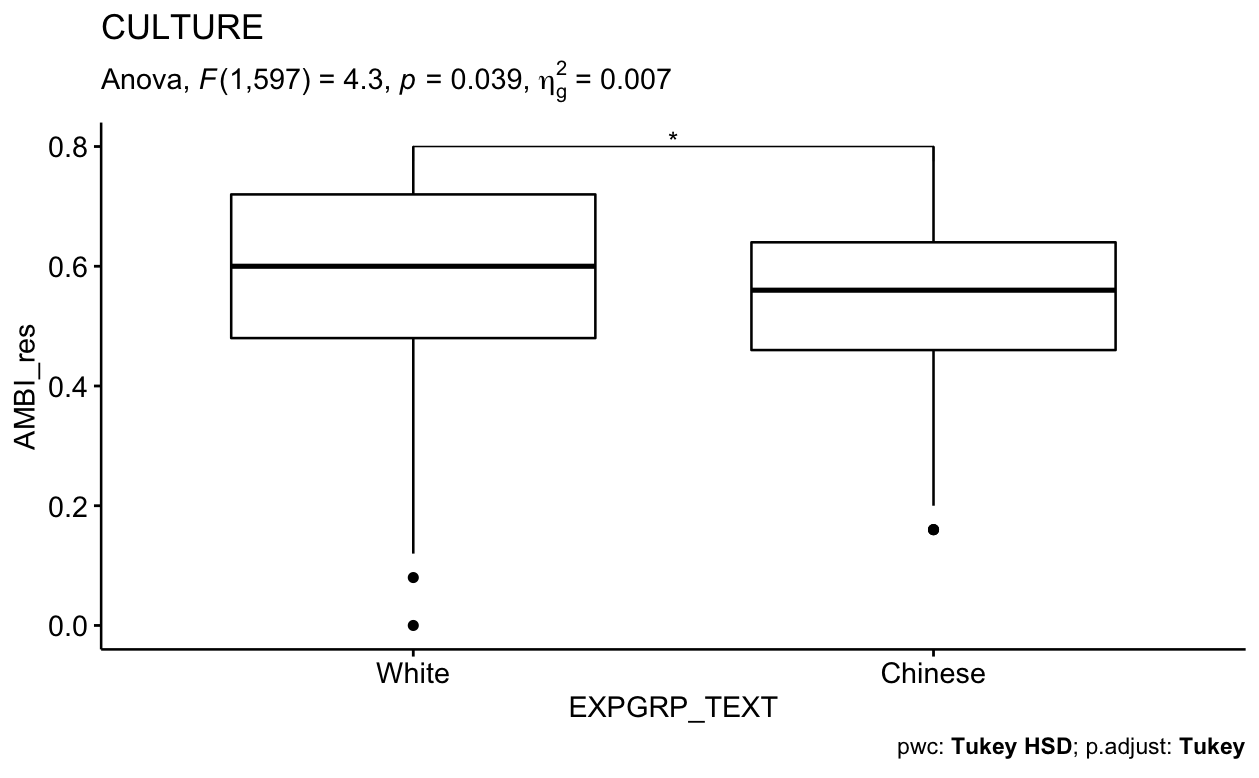 CULTURE
Anova, F(1,597) = 4.3, p = 0.039, η²g = 0.007
*
0.8
0.6
0.4
0.2
0.0
AMBI_res
White Chinese
EXPGRP_TEXT
pwc: Tukey HSD; p.adjust: Tukey